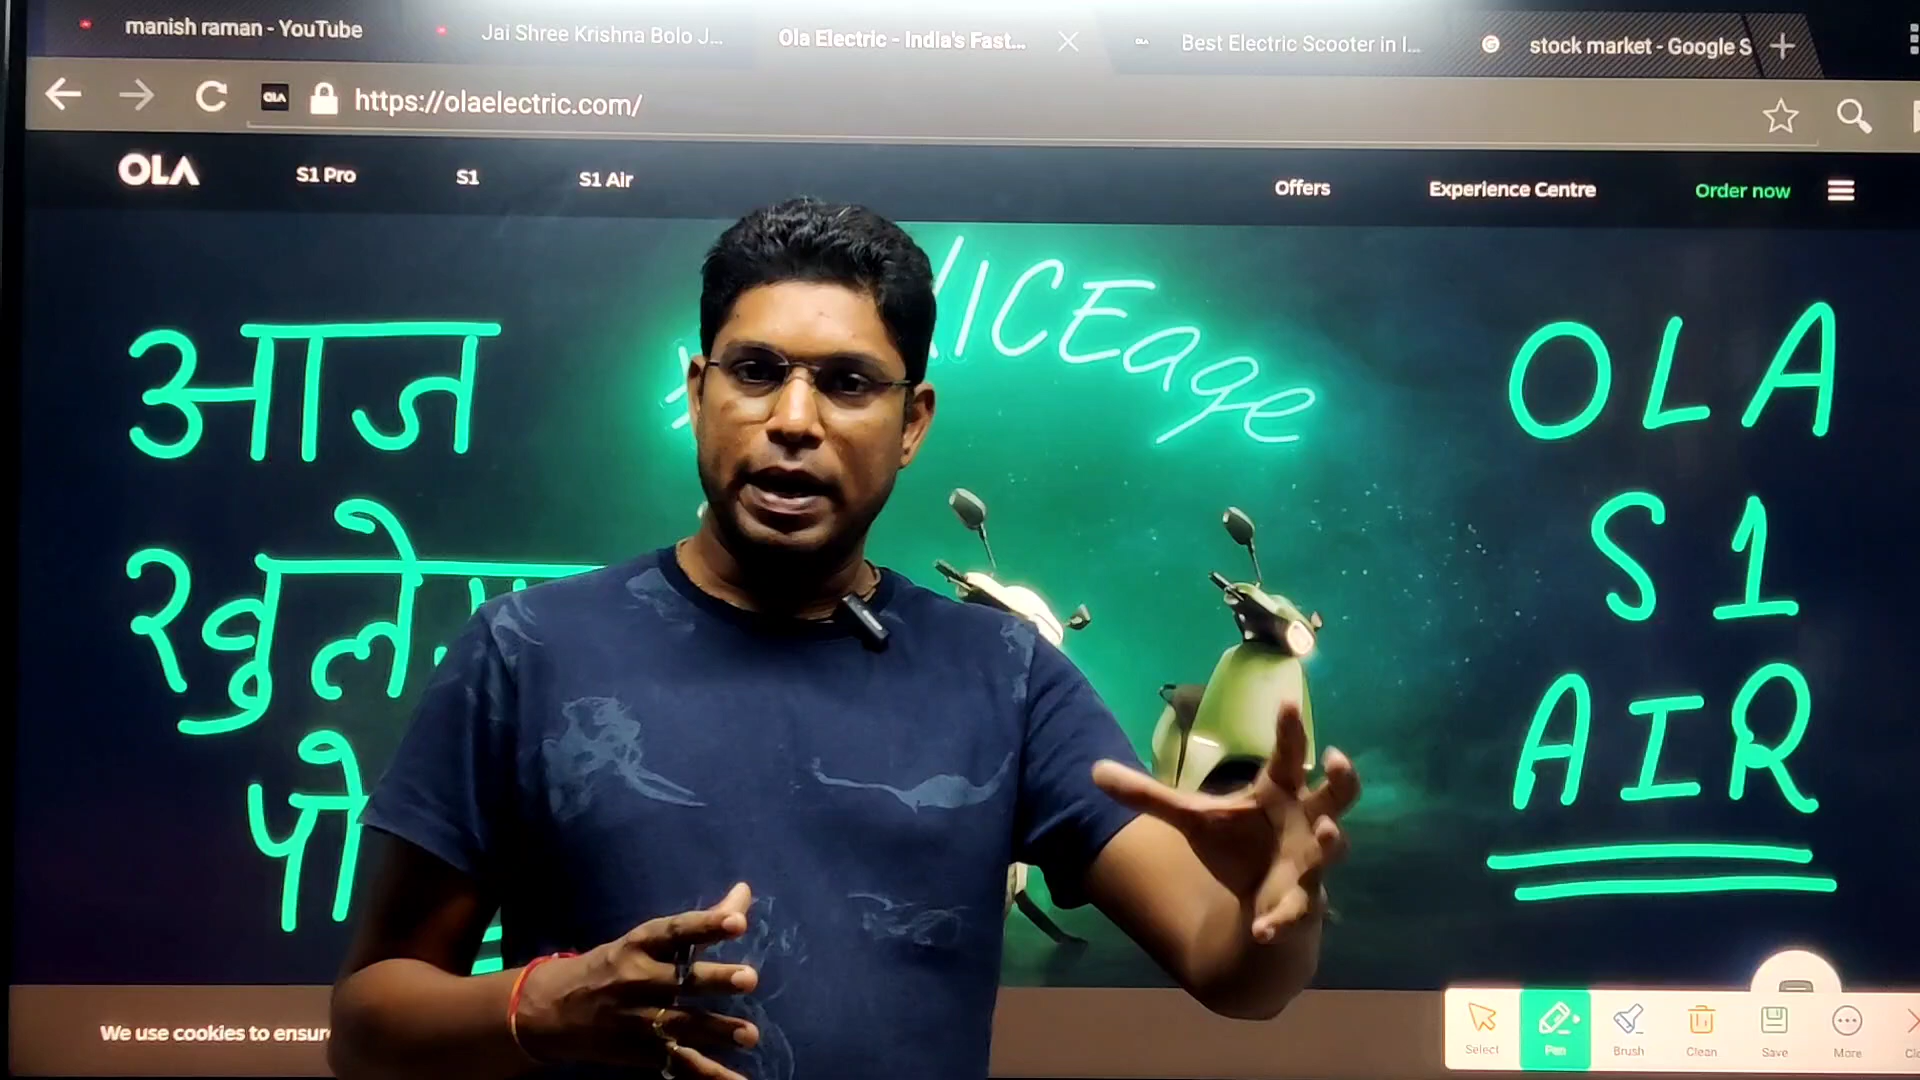 manish raman - YouTube
Jai Shree Krishna Bolo J...
Ola Electric - India's Fast...
Best Electric Scooter in I...
stock market - Google S
https://olaelectric.com/
OLA
S1 Pro
S1
S1 Air
Offers
Experience Centre
Order now
ICEage
आज
खुले
पो
OLA
S1
AIR
We use cookies to ensur
Select
Pen
Brush
Clean
Save
More